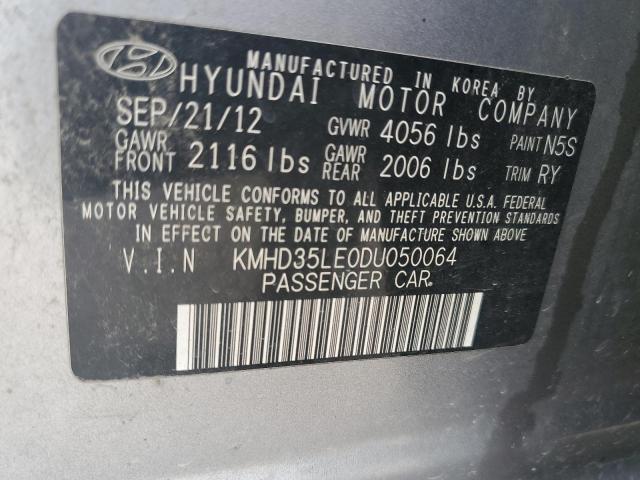 MANUFACTURED IN KOREA BY
HYUNDAI MOTOR COMPANY
SEP/21/12 GVWR 4056 lbs PAINT N5S
GAWR FRONT 2116 lbs GAWR REAR 2006 lbs TRIM RY
THIS VEHICLE CONFORMS TO ALL APPLICABLE U.S.A. FEDERAL
MOTOR VEHICLE SAFETY, BUMPER, AND THEFT PREVENTION STANDARDS
IN EFFECT ON THE DATE OF MANUFACTURE SHOWN ABOVE
V.I.N KMHD35LE0DU050064
PASSENGER CAR.